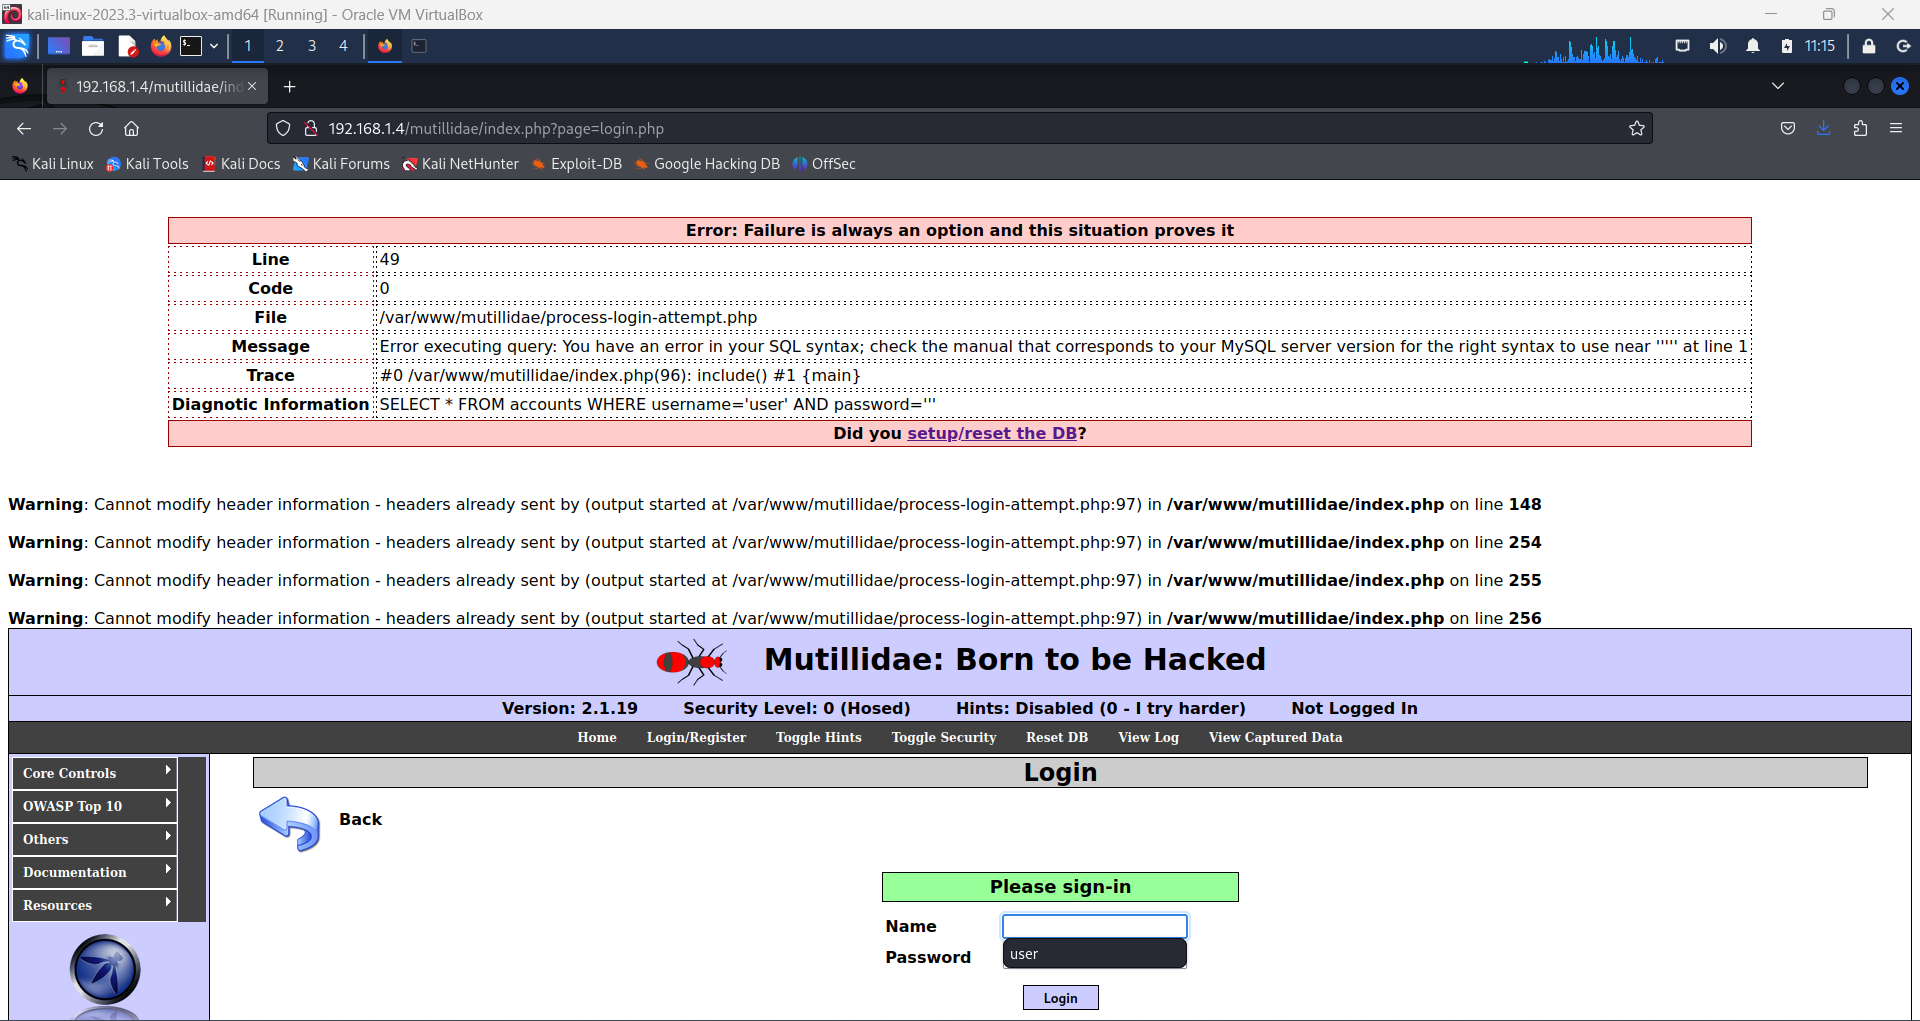 kali-linux-2023.3-virtualbox-amd64 [Running] - Oracle VM VirtualBox
1 2 3 4 11:15
192.168.1.4/mutillidae/ind
192.168.1.4/mutillidae/index.php?page=login.php
Kali Linux Kali Tools Kali Docs Kali Forums Kali NetHunter Exploit-DB Google Hacking DB OffSec
Error: Failure is always an option and this situation proves it
Line 49
Code 0
File /var/www/mutillidae/process-login-attempt.php
Message Error executing query: You have an error in your SQL syntax; check the manual that corresponds to your MySQL server version for the right syntax to use near ''''' at line 1
Trace #0 /var/www/mutillidae/index.php(96): include() #1 {main}
Diagnotic Information SELECT * FROM accounts WHERE username='user' AND password='''
Did you setup/reset the DB?
Warning: Cannot modify header information - headers already sent by (output started at /var/www/mutillidae/process-login-attempt.php:97) in /var/www/mutillidae/index.php on line 148
Warning: Cannot modify header information - headers already sent by (output started at /var/www/mutillidae/process-login-attempt.php:97) in /var/www/mutillidae/index.php on line 254
Warning: Cannot modify header information - headers already sent by (output started at /var/www/mutillidae/process-login-attempt.php:97) in /var/www/mutillidae/index.php on line 255
Warning: Cannot modify header information - headers already sent by (output started at /var/www/mutillidae/process-login-attempt.php:97) in /var/www/mutillidae/index.php on line 256
Mutillidae: Born to be Hacked
Version: 2.1.19 Security Level: 0 (Hosed) Hints: Disabled (0 - I try harder) Not Logged In
Home Login/Register Toggle Hints Toggle Security Reset DB View Log View Captured Data
Core Controls
OWASP Top 10
Others
Documentation
Resources
Login
Back
Please sign-in
Name
user
Password
Login